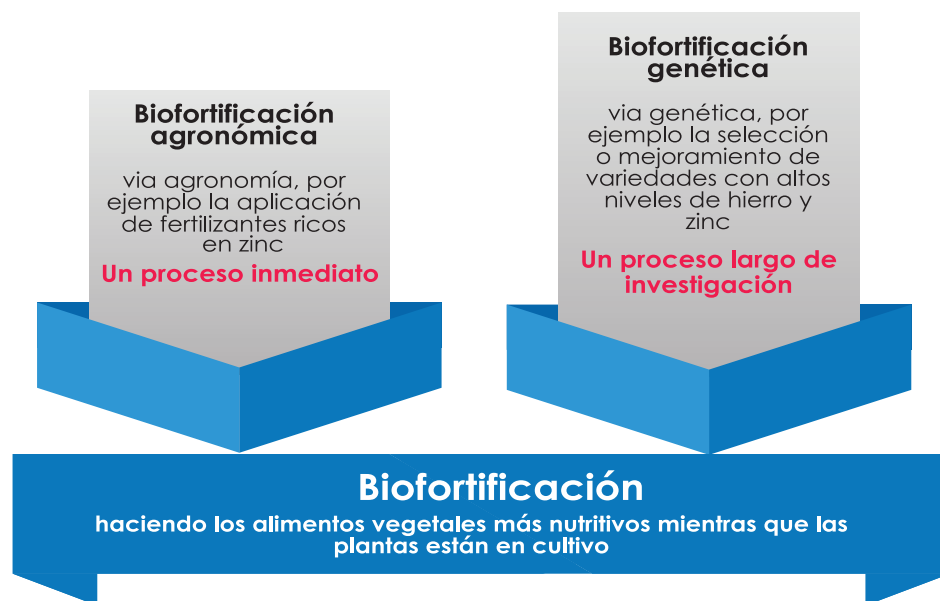 Biofortificación
agronómica
via agronomía, por
ejemplo la aplicación
de fertilizantes ricos
en zinc
Un proceso inmediato
Biofortificación
genética
via genética, por
ejemplo la selección
o mejoramiento de
variedades con altos
niveles de hierro y
zinc
Un proceso largo de
investigación
Biofortificación
haciendo los alimentos vegetales más nutritivos mientras que las
plantas están en cultivo